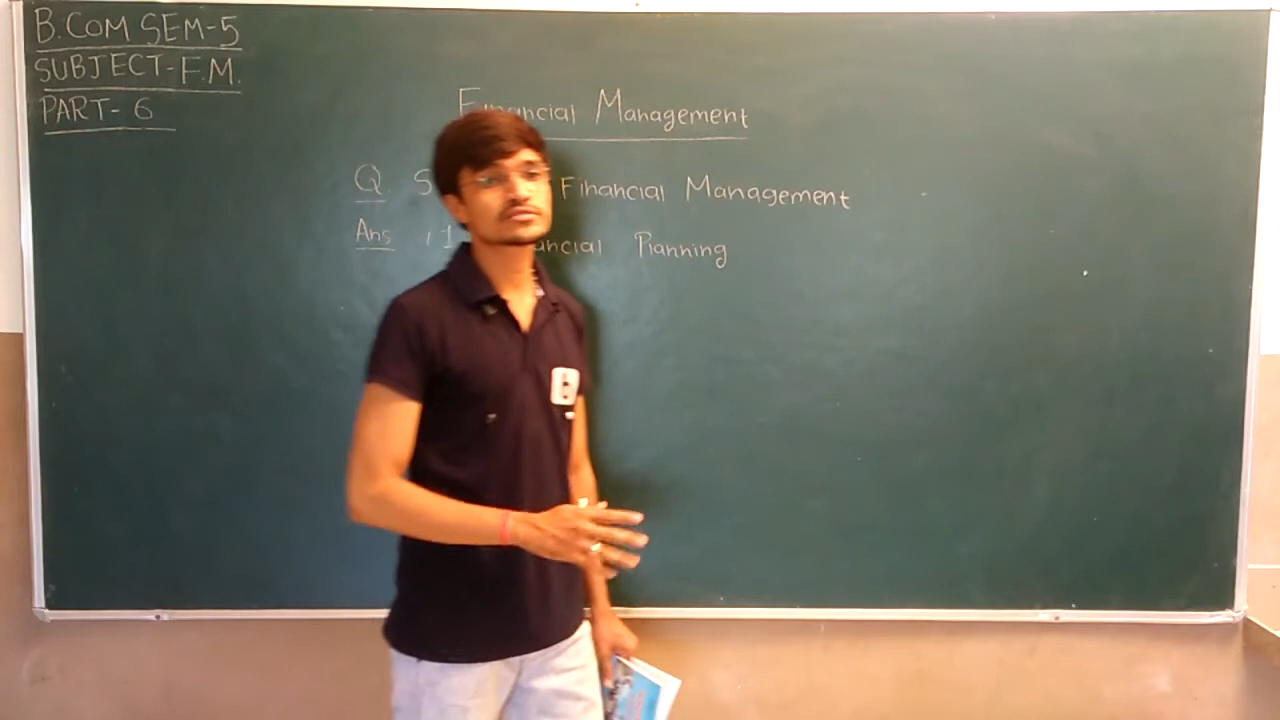 B.COM SEM-5
SUBJECT-F.M.
PART- 6
Financial Management
Q Financial Management
Ans Planning
b